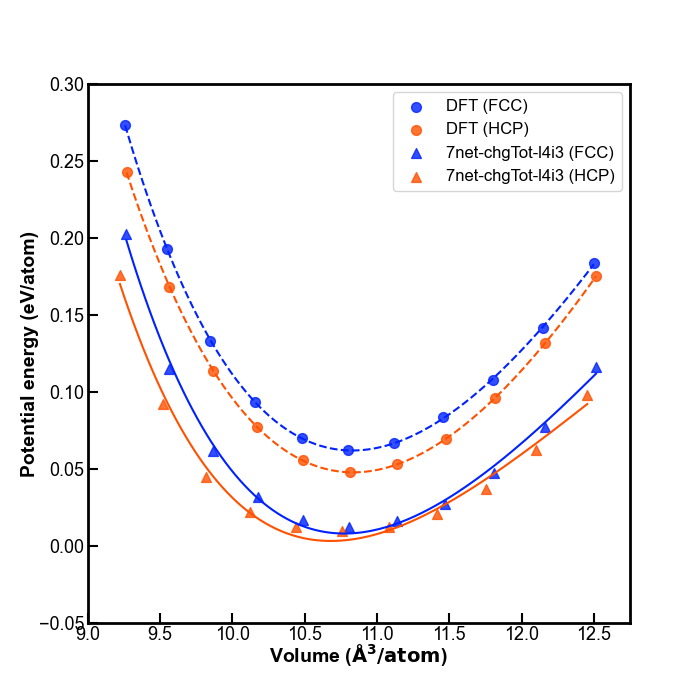 0.30
0.25
0.20
0.15
0.10
0.05
0.00
−0.05
Potential energy (eV/atom)
DFT (FCC)
DFT (HCP)
7net-chgTot-l4i3 (FCC)
7net-chgTot-l4i3 (HCP)
9.0 9.5 10.0 10.5 11.0 11.5 12.0 12.5
Volume (Å³/atom)